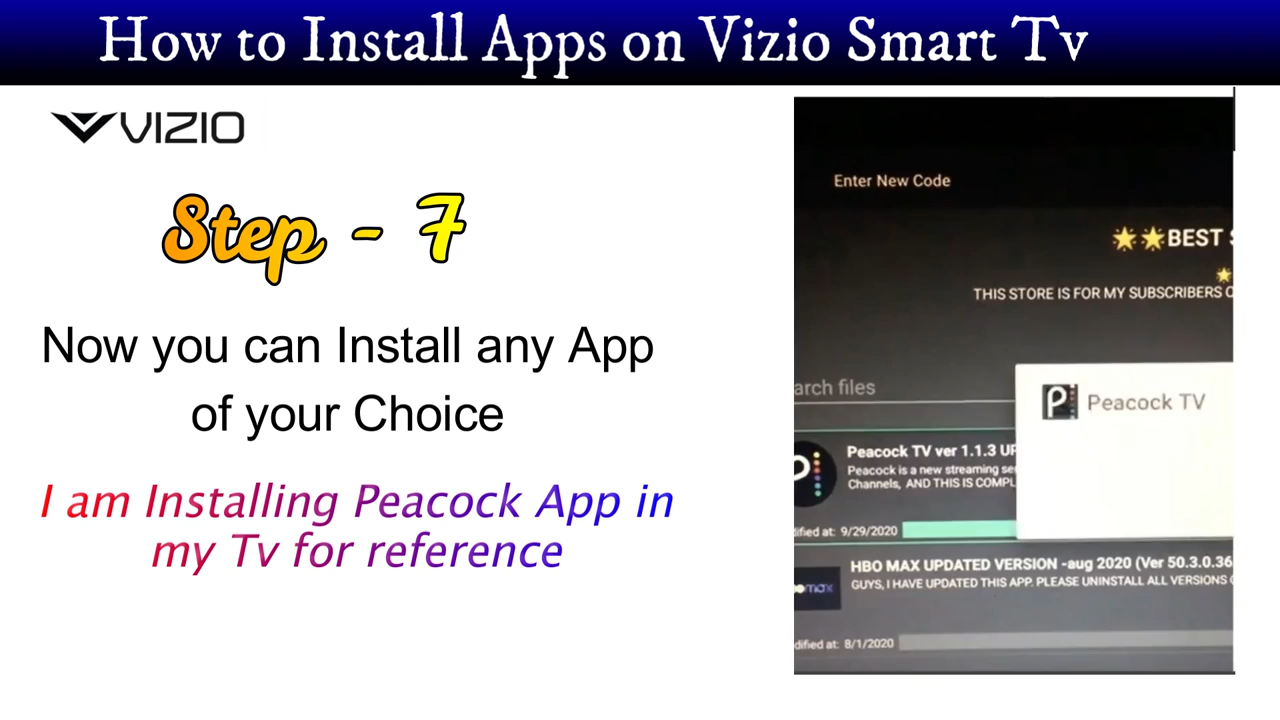 How to Install Apps on Vizio Smart Tv
VIZIO
Step - 7
Now you can Install any App
of your Choice
I am Installing Peacock App in
my Tv for reference
Enter New Code
BEST
THIS STORE IS FOR MY SUBSCRIBERS
arch files
P Peacock TV
Peacock TV ver 1.1.3 UP
Peacock is a new streaming se
Channels, AND THIS IS COMPL
dified at: 9/29/2020
HBO MAX UPDATED VERSION -aug 2020 (Ver 50.3.0.36
GUYS, I HAVE UPDATED THIS APP. PLEASE UNINSTALL ALL VERSIONS
omax
dified at: 8/1/2020